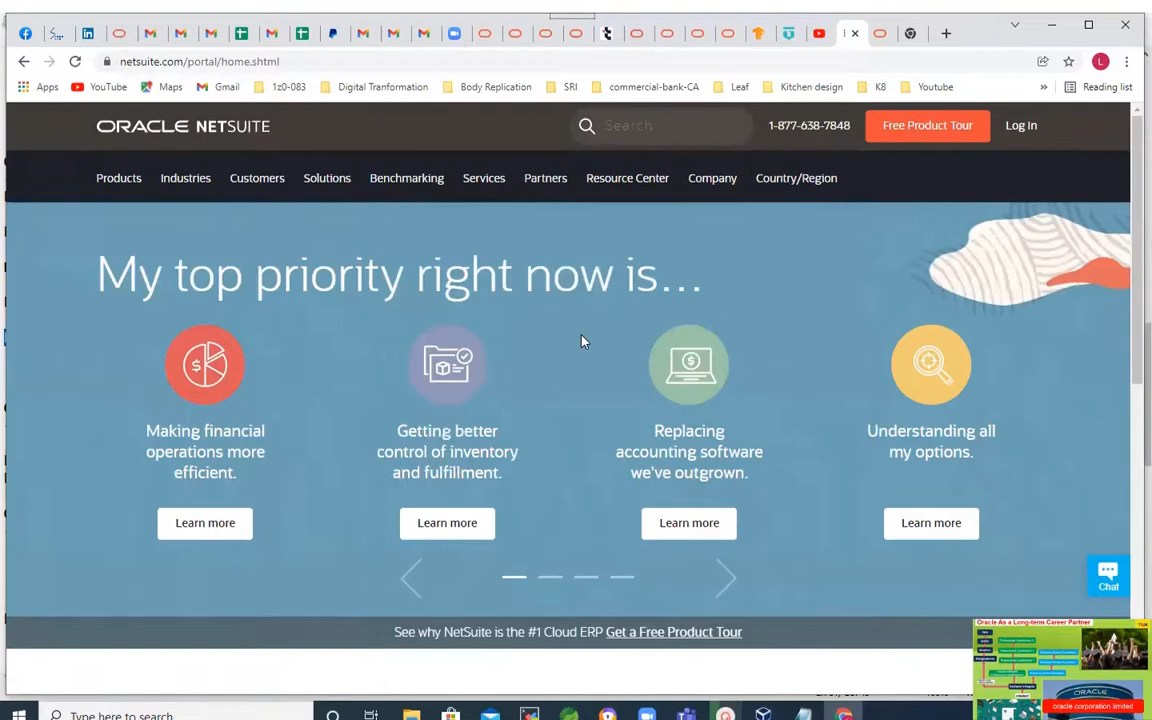 netsuite.com/portal/home.shtml
Apps YouTube Maps Gmail 1z0-083 Digital Tranformation Body Replication SRI commercial-bank-CA Leaf Kitchen design K8 Youtube » Reading list
ORACLE NETSUITE Search 1-877-638-7848 Free Product Tour Log In
Products Industries Customers Solutions Benchmarking Services Partners Resource Center Company Country/Region
My top priority right now is...
Making financial
operations more
efficient.
Learn more
Getting better
control of inventory
and fulfillment.
Learn more
Replacing
accounting software
we've outgrown.
Learn more
Understanding all
my options.
Learn more
Chat
See why NetSuite is the #1 Cloud ERP Get a Free Product Tour
Oracle As a Long-term Career Partner
ORACLE
oracle corporation limited
Type here to search